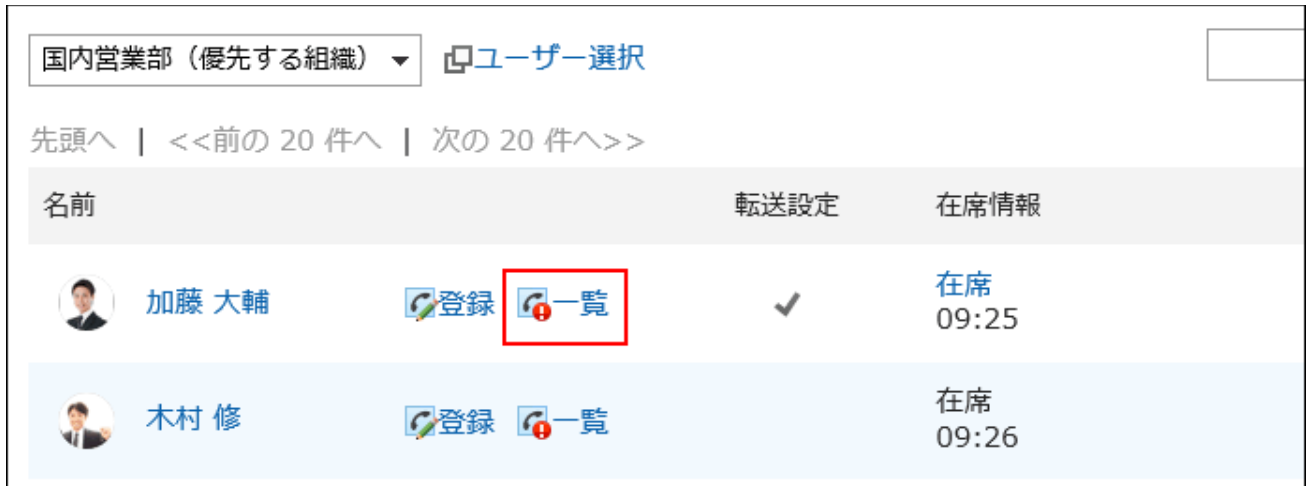 国内営業部（優先する組織） ユーザー選択
先頭へ | <<前の 20 件へ | 次の 20 件へ>>
名前 転送設定 在席情報
加藤 大輔 登録 一覧 在席
09:25
木村 修 登録 一覧 在席
09:26